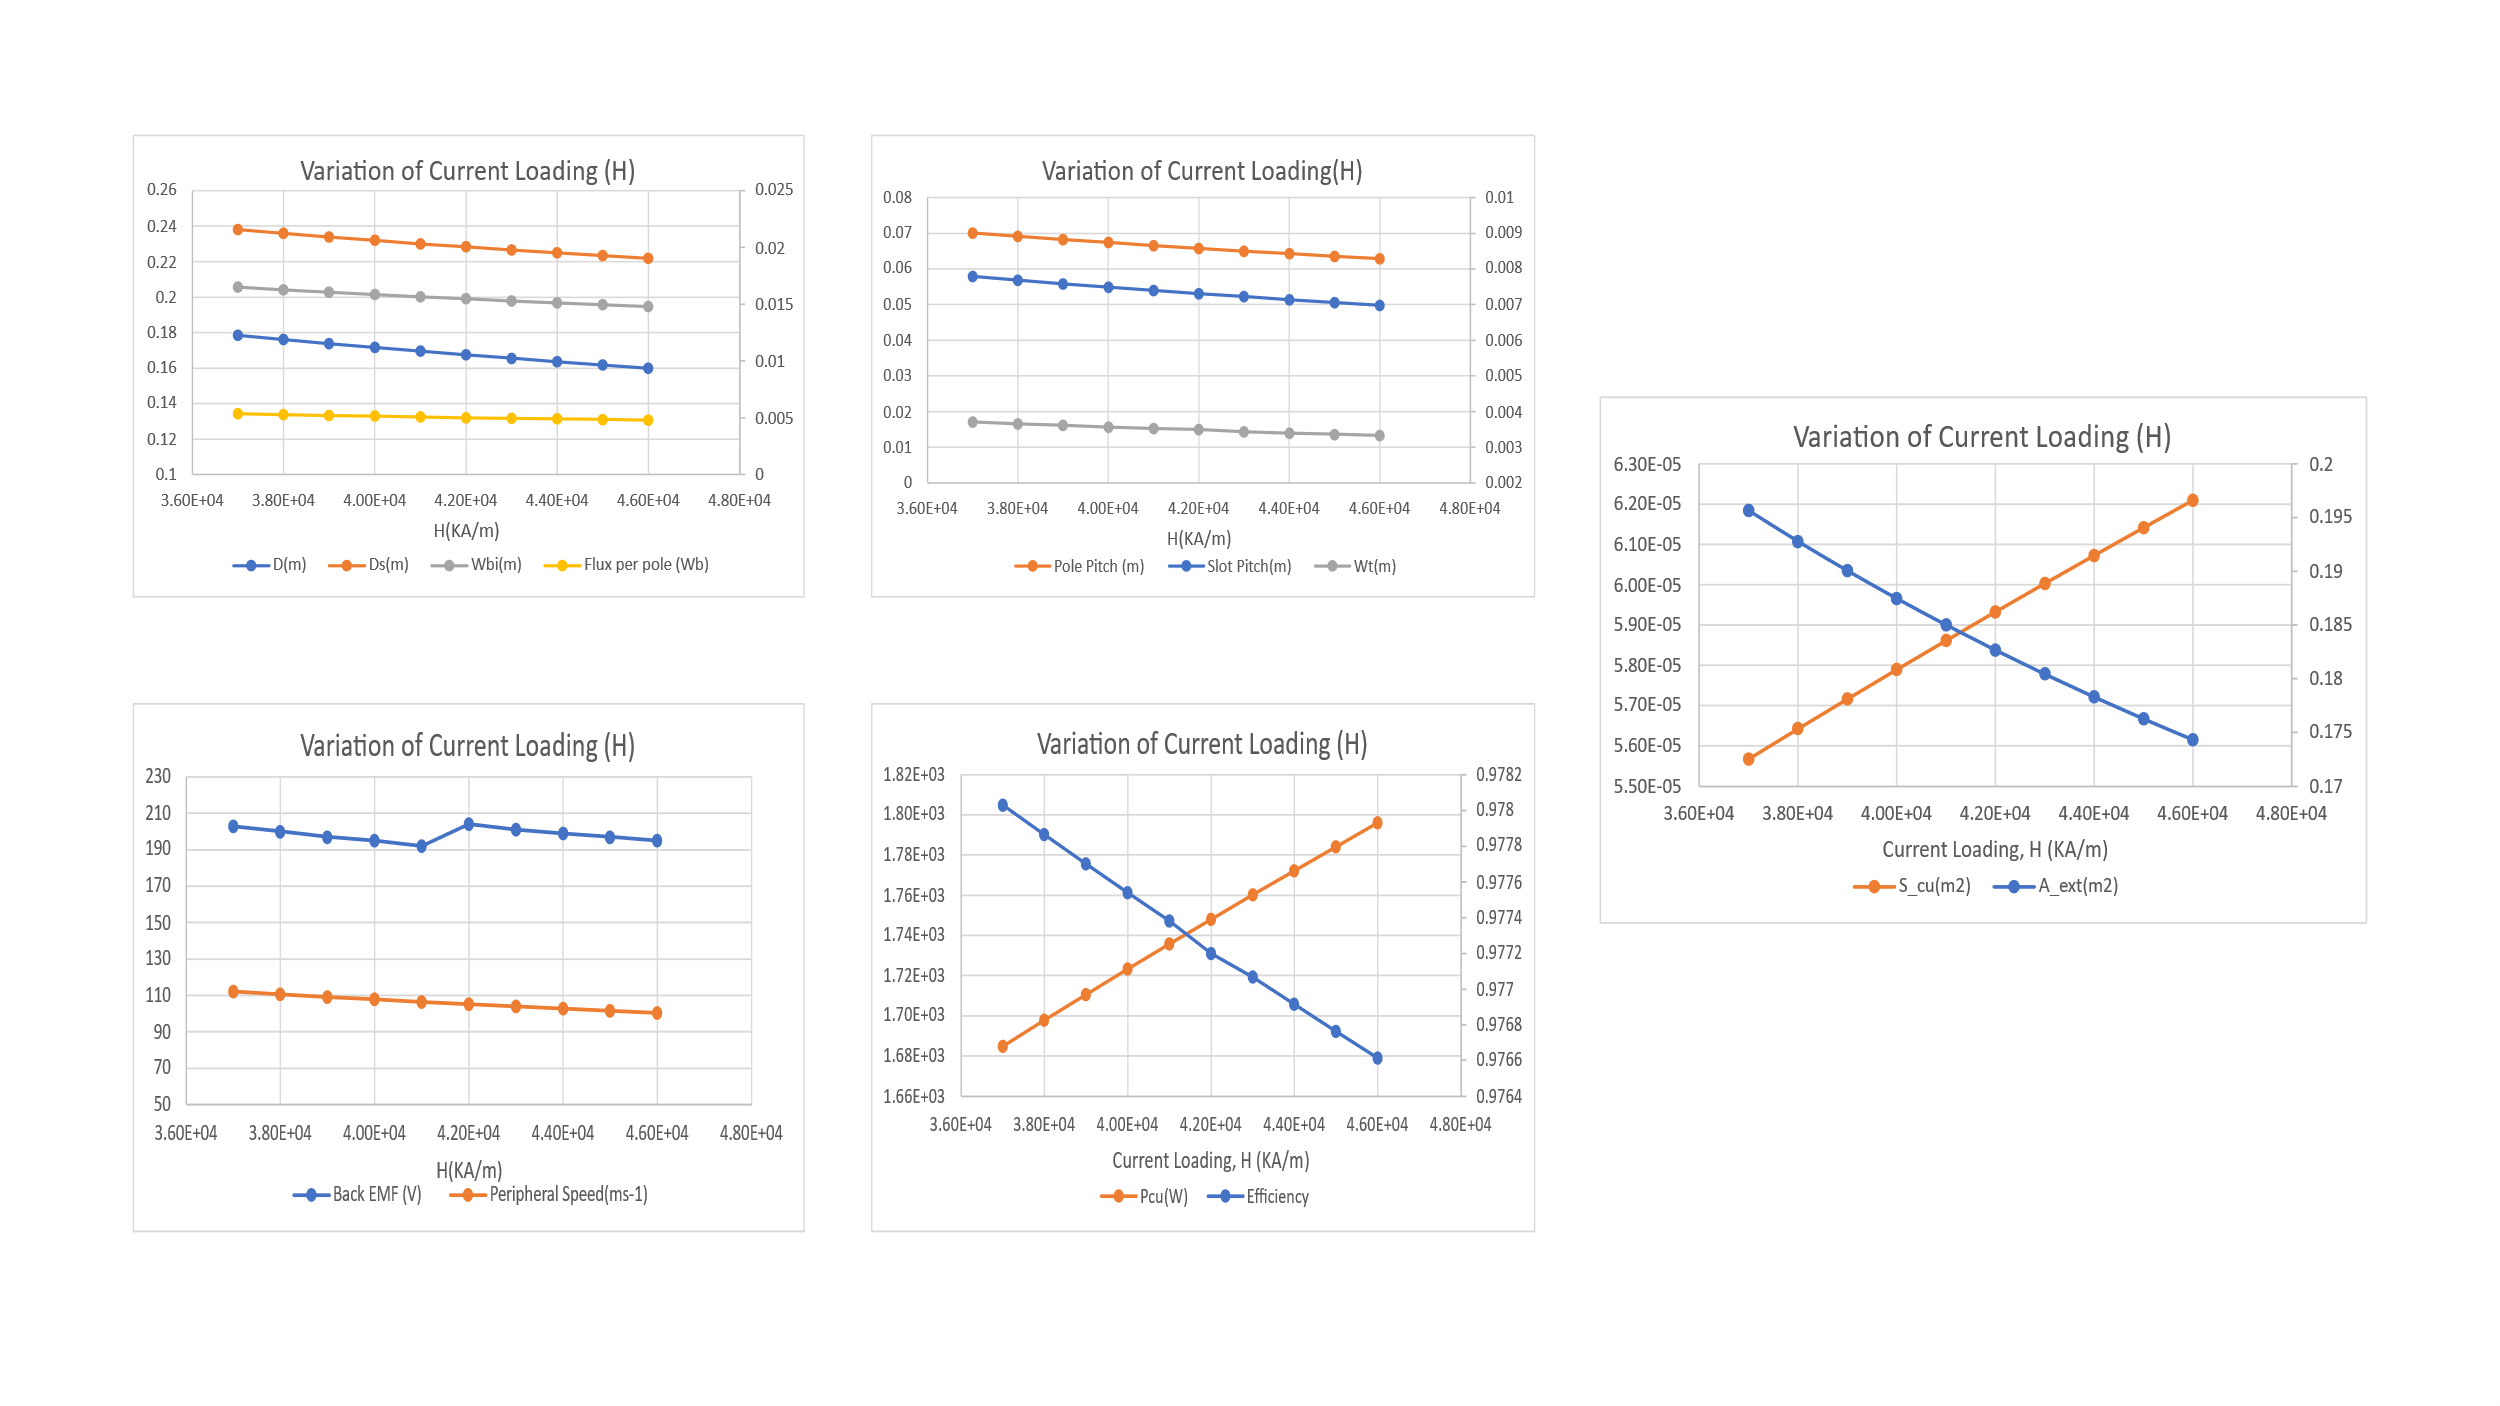 Variation of Current Loading (H)
0.26
0.24
0.22
0.2
0.18
0.16
0.14
0.12
0.1
0.025
0.02
0.015
0.01
0.005
0
3.60E+04 3.80E+04 4.00E+04 4.20E+04 4.40E+04 4.60E+04 4.80E+04
H(KA/m)
D(m) Ds(m) Wbi(m) Flux per pole (Wb)
Variation of Current Loading(H)
0.08
0.07
0.06
0.05
0.04
0.03
0.02
0.01
0
0.01
0.009
0.008
0.007
0.006
0.005
0.004
0.003
0.002
3.60E+04 3.80E+04 4.00E+04 4.20E+04 4.40E+04 4.60E+04 4.80E+04
H(KA/m)
Pole Pitch (m) Slot Pitch(m) Wt(m)
Variation of Current Loading (H)
6.30E-05
6.20E-05
6.10E-05
6.00E-05
5.90E-05
5.80E-05
5.70E-05
5.60E-05
5.50E-05
0.2
0.195
0.19
0.185
0.18
0.175
0.17
3.60E+04 3.80E+04 4.00E+04 4.20E+04 4.40E+04 4.60E+04 4.80E+04
Current Loading, H (KA/m)
S_cu(m2) A_ext(m2)
Variation of Current Loading (H)
230
210
190
170
150
130
110
90
70
50
3.60E+04 3.80E+04 4.00E+04 4.20E+04 4.40E+04 4.60E+04 4.80E+04
H(KA/m)
Back EMF (V) Peripheral Speed(ms-1)
Variation of Current Loading (H)
1.82E+03
1.80E+03
1.78E+03
1.76E+03
1.74E+03
1.72E+03
1.70E+03
1.68E+03
1.66E+03
0.9782
0.978
0.9778
0.9776
0.9774
0.9772
0.977
0.9768
0.9766
0.9764
3.60E+04 3.80E+04 4.00E+04 4.20E+04 4.40E+04 4.60E+04 4.80E+04
Current Loading, H (KA/m)
Pcu(W) Efficiency